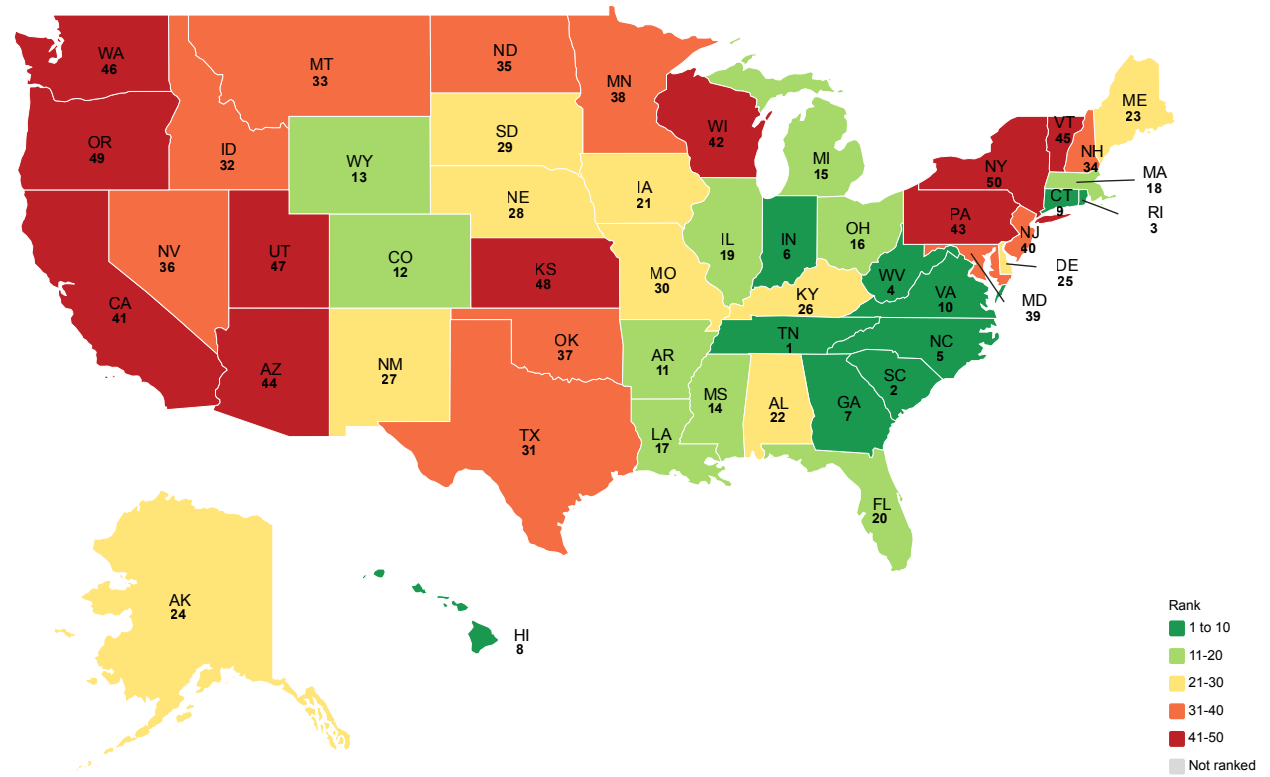 WA
46
MT
33
ND
35
MN
38
OR
49
ID
32
WY
13
SD
29
WI
42
MI
15
NY
50
VT
45
NH
34
ME
23
MA
18
CT
9
RI
3
NV
36
UT
47
CO
12
NE
28
IA
21
IL
19
IN
6
OH
16
PA
43
NJ
40
DE
25
MD
39
CA
41
AZ
44
NM
27
KS
48
OK
37
MO
30
KY
26
WV
4
VA
10
TN
1
NC
5
SC
2
AR
11
MS
14
AL
22
GA
7
TX
31
LA
17
FL
20
AK
24
HI
8
Rank
1 to 10
11-20
21-30
31-40
41-50
Not ranked